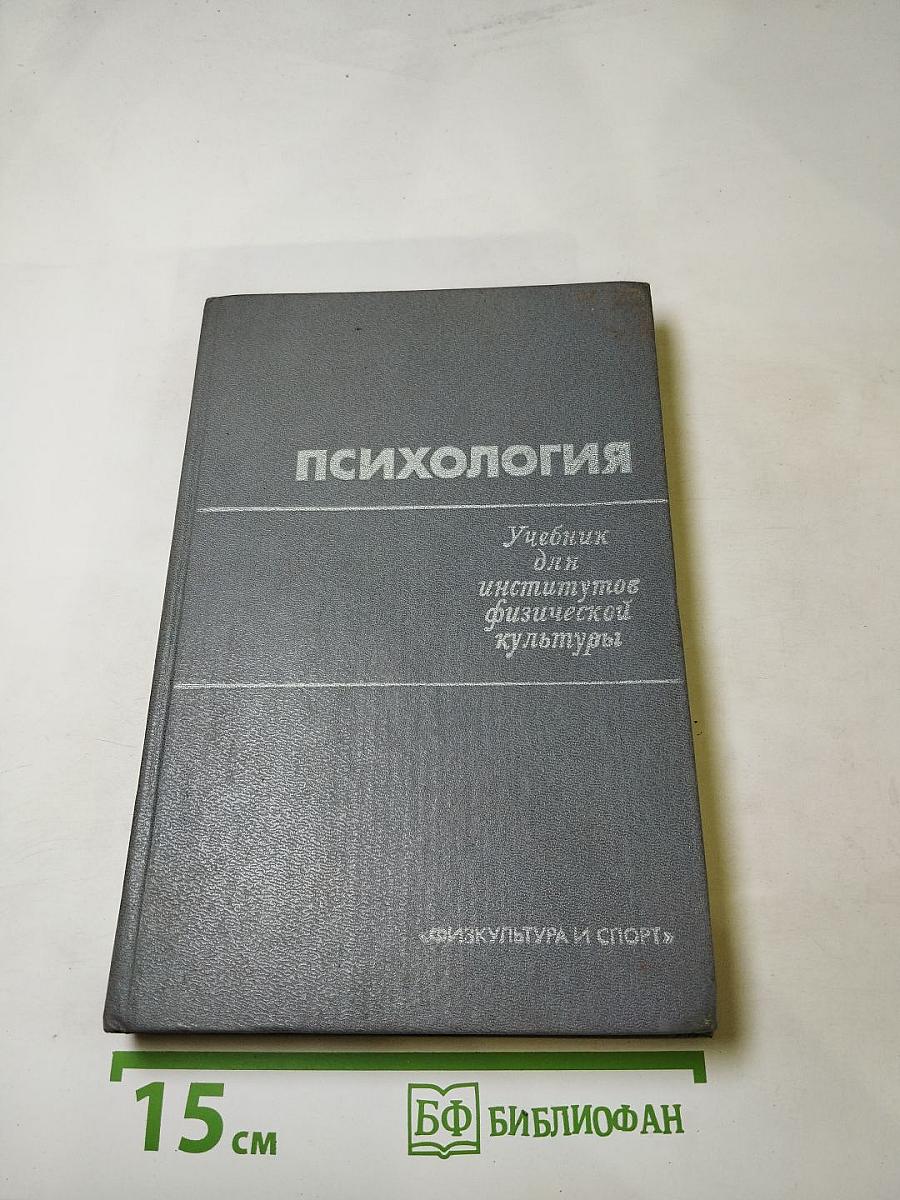 ПСИХОЛОГИЯ
Учебник
для
институтов
физической
культуры
«ФИЗКУЛЬТУРА И СПОРТ»
15 см
БФ БИБЛИОФАН